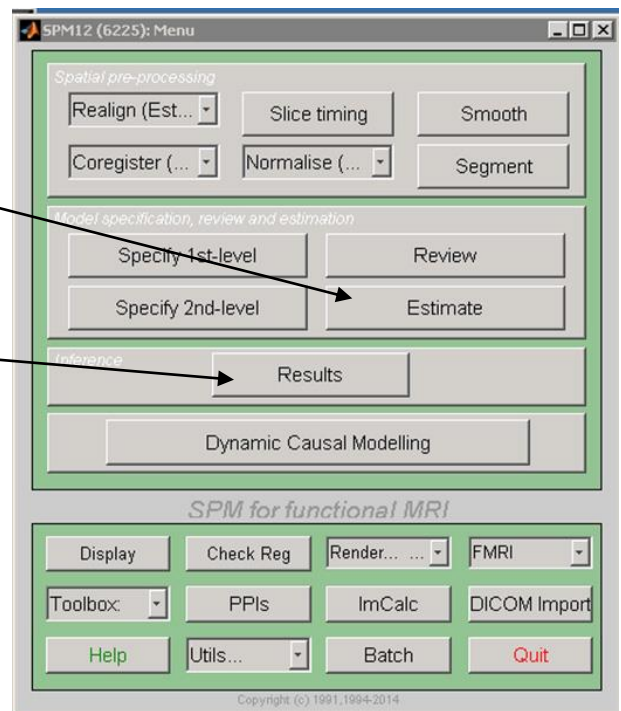 SPM12 (6225): Menu
Spatial pre-processing
Realign (Est... Slice timing Smooth
Coregister (... Normalise (... Segment
Model specification, review and estimation
Specify 1st-level Review
Specify 2nd-level Estimate
Inference
Results
Dynamic Causal Modelling
SPM for functional MRI
Display Check Reg Render... ... FMRI
Toolbox: PPIs ImCalc DICOM Import
Help Utils... Batch Quit
Copyright (c) 1991,1994-2014